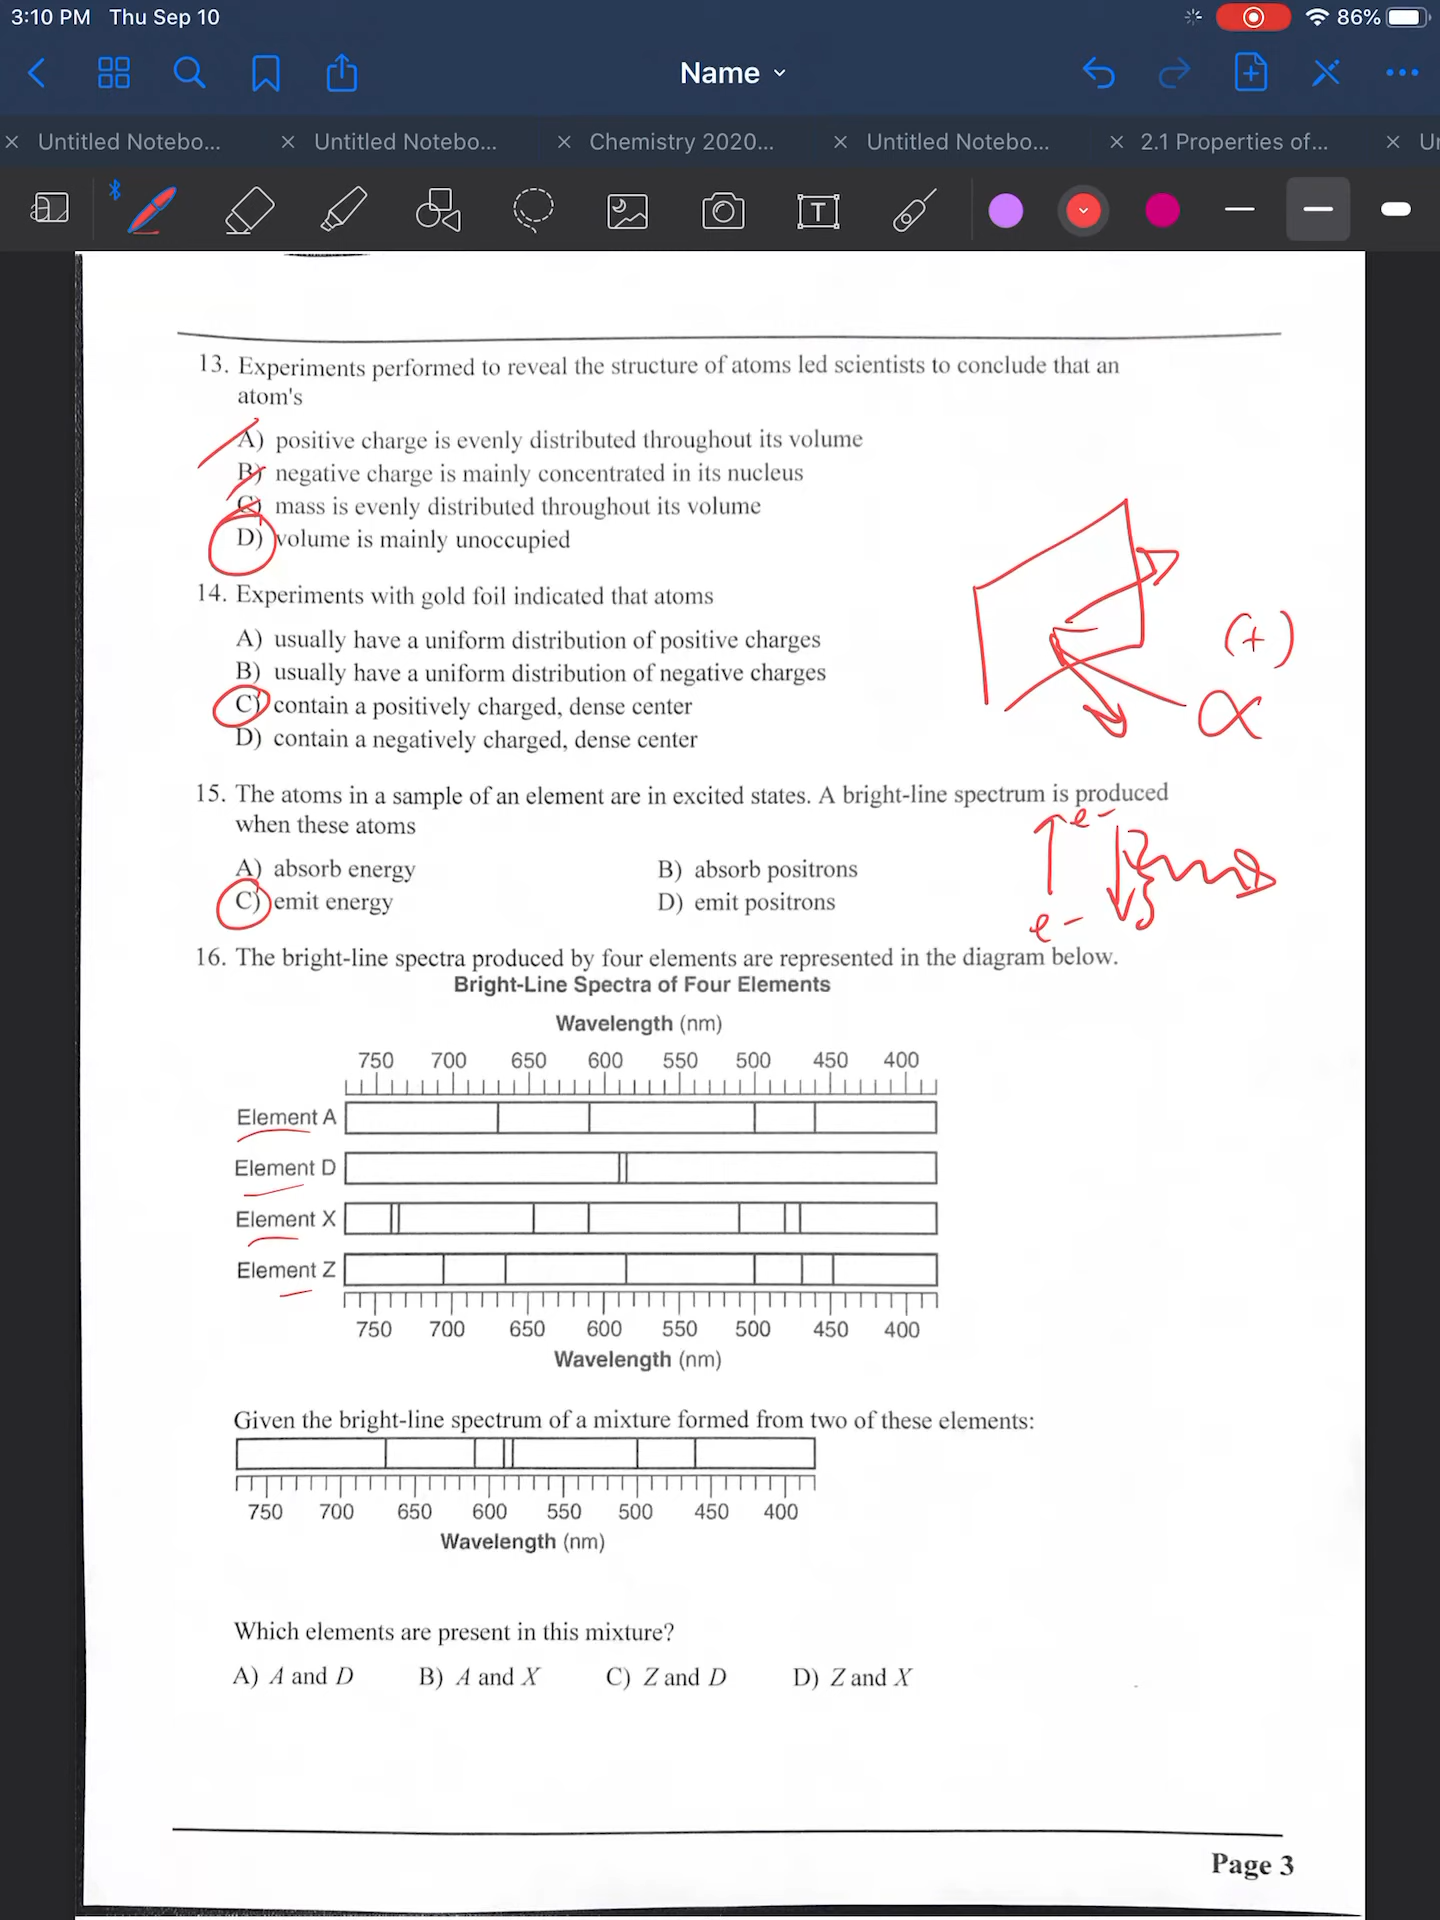 3:10 PM Thu Sep 10
86%
Name
Untitled Notebo... Untitled Notebo... Chemistry 2020... Untitled Notebo... 2.1 Properties of... Un
T
13. Experiments performed to reveal the structure of atoms led scientists to conclude that an
atom's
A) positive charge is evenly distributed throughout its volume
B) negative charge is mainly concentrated in its nucleus
C) mass is evenly distributed throughout its volume
D) volume is mainly unoccupied
14. Experiments with gold foil indicated that atoms
A) usually have a uniform distribution of positive charges
B) usually have a uniform distribution of negative charges
C) contain a positively charged, dense center
D) contain a negatively charged, dense center
(+)
α
15. The atoms in a sample of an element are in excited states. A bright-line spectrum is produced
when these atoms
e-
A) absorb energy B) absorb positrons
C) emit energy D) emit positrons
e-
16. The bright-line spectra produced by four elements are represented in the diagram below.
Bright-Line Spectra of Four Elements
Wavelength (nm)
750 700 650 600 550 500 450 400
Element A
Element D
Element X
Element Z
750 700 650 600 550 500 450 400
Wavelength (nm)
Given the bright-line spectrum of a mixture formed from two of these elements:
750 700 650 600 550 500 450 400
Wavelength (nm)
Which elements are present in this mixture?
A) A and D B) A and X C) Z and D D) Z and X
Page 3